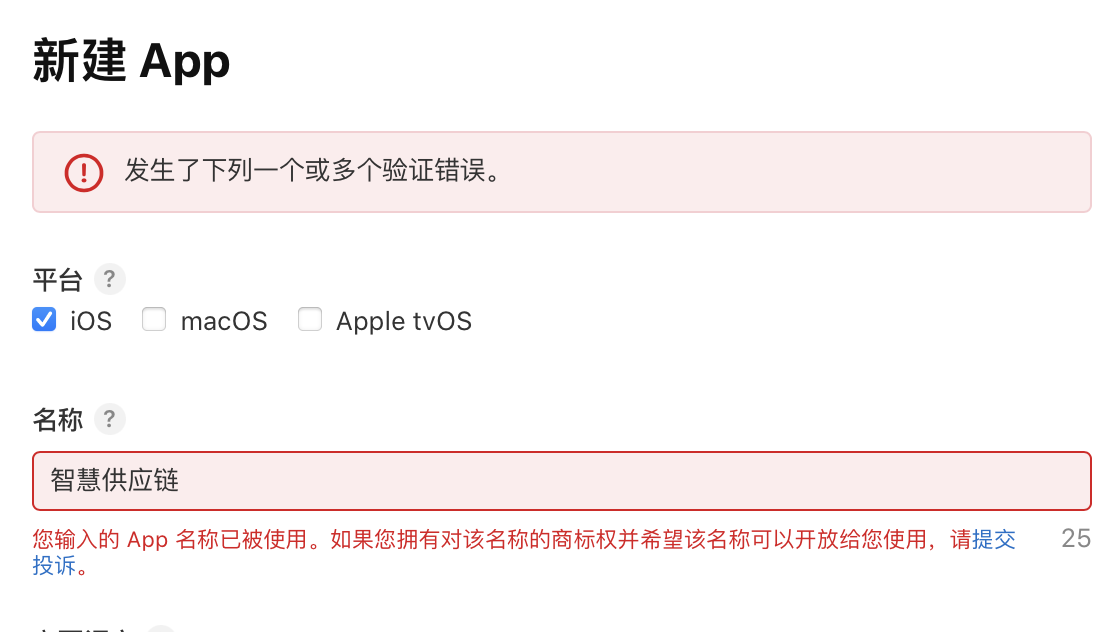 新建 App
发生了下列一个或多个验证错误。
平台 ?
iOS macOS Apple tvOS
名称 ?
智慧供应链
您输入的 App 名称已被使用。如果您拥有对该名称的商标权并希望该名称可以开放给您使用，请提交 25
投诉。